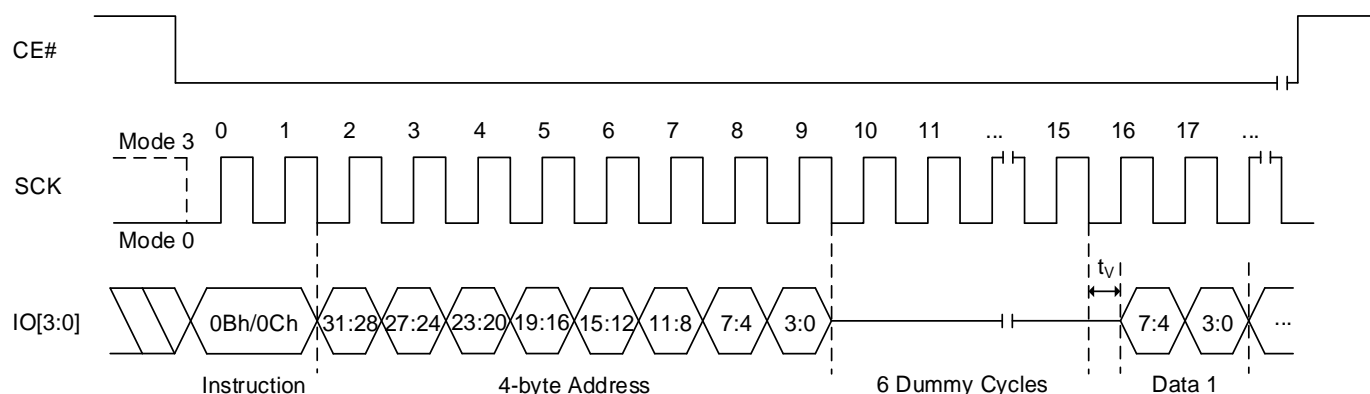 CE#
0 1 2 3 4 5 6 7 8 9 10 11 ... 15 16 17 ...
Mode 3
SCK
Mode 0
tV
IO[3:0] 0Bh/0Ch 31:28 27:24 23:20 19:16 15:12 11:8 7:4 3:0 7:4 3:0 ...
Instruction 4-byte Address 6 Dummy Cycles Data 1